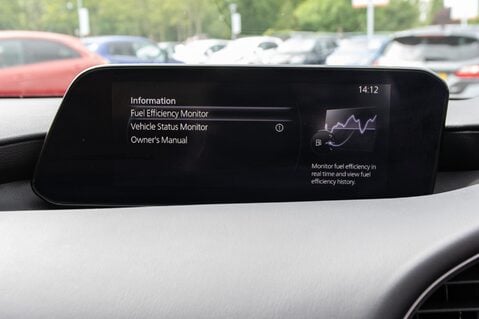 14:12
Information
Fuel Efficiency Monitor
Vehicle Status Monitor
Owner's Manual
Monitor fuel efficiency in
real time and view fuel
efficiency history.